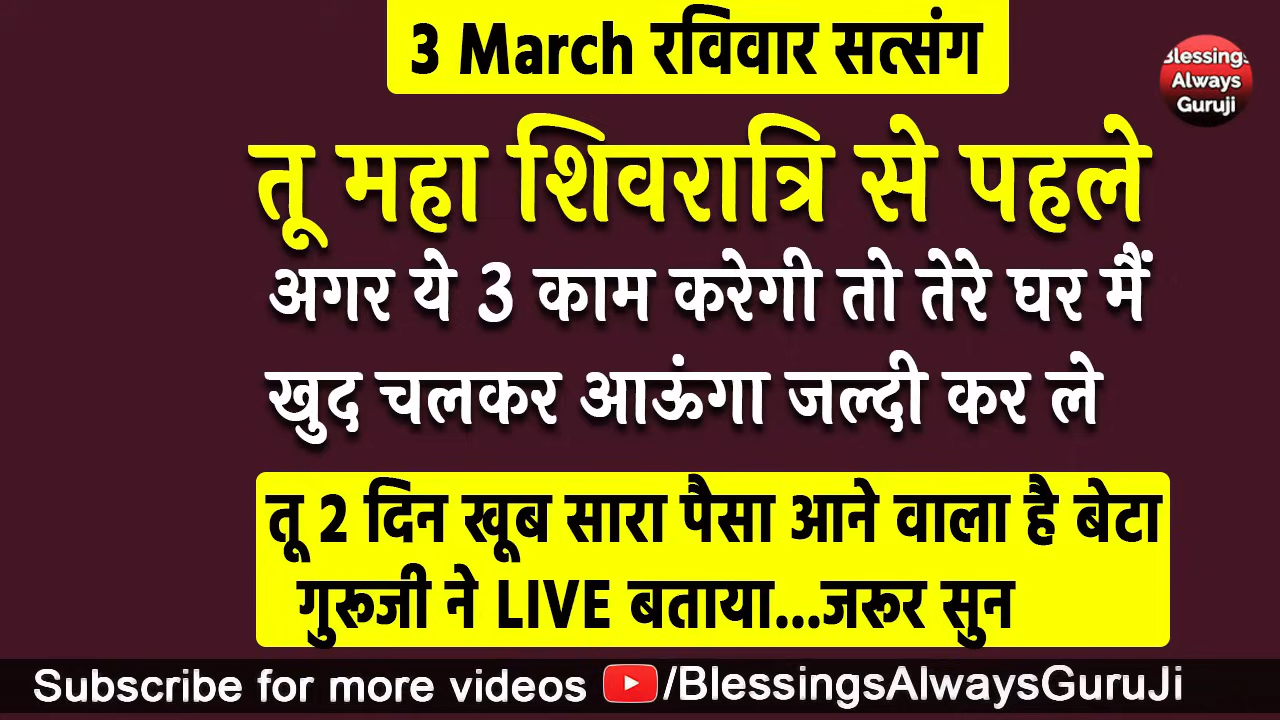 3 March रविवार सत्संग
Blessings
Always
Guruji
तू महा शिवरात्रि से पहले
अगर ये 3 काम करेगी तो तेरे घर मैं
खुद चलकर आऊंगा जल्दी कर ले
तू 2 दिन खूब सारा पैसा आने वाला है बेटा
गुरूजी ने LIVE बताया...जरूर सुन
Subscribe for more videos /BlessingsAlwaysGuruJi